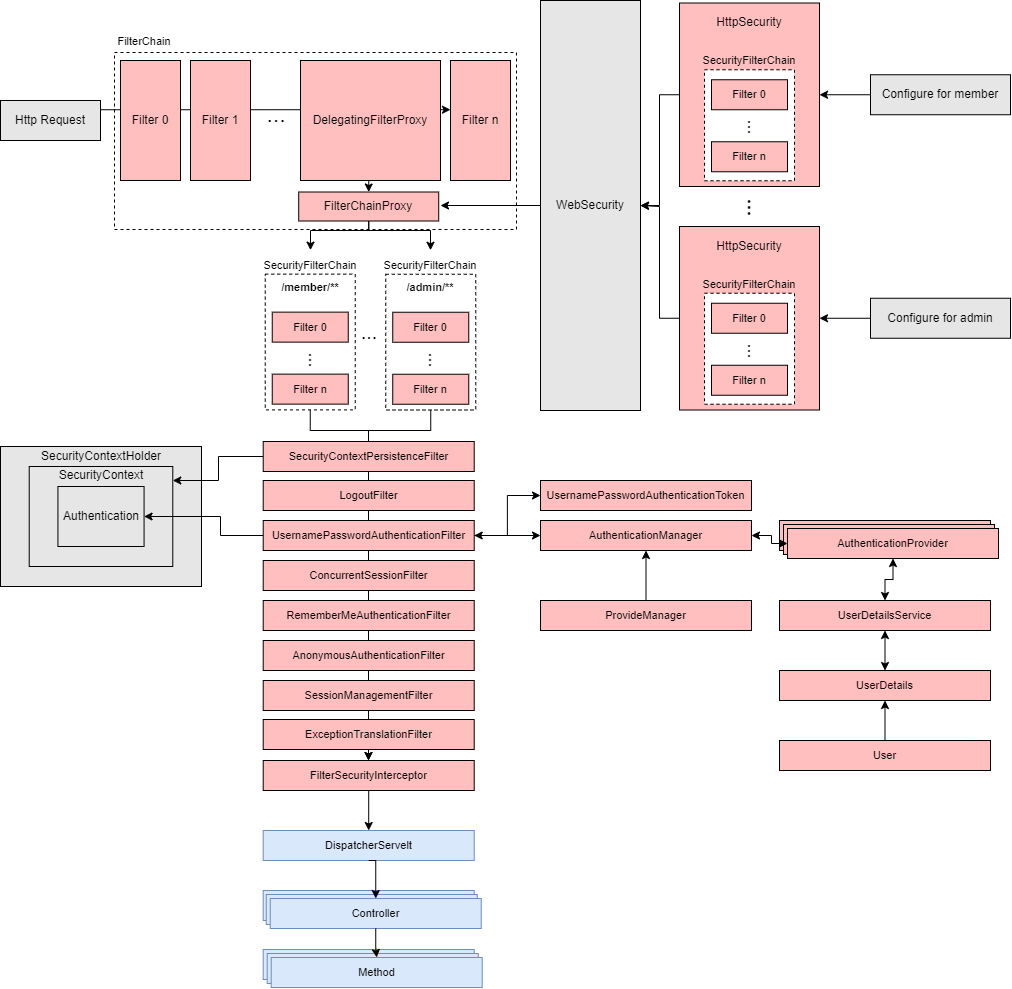 FilterChain
Http Request
Filter 0
Filter 1
...
DelegatingFilterProxy
Filter n
FilterChainProxy
WebSecurity
HttpSecurity
SecurityFilterChain
Filter 0
Filter n
Configure for member
HttpSecurity
SecurityFilterChain
Filter 0
Filter n
Configure for admin
SecurityFilterChain
/member/**
Filter 0
Filter n
...
SecurityFilterChain
/admin/**
Filter 0
Filter n
SecurityContextHolder
SecurityContext
Authentication
SecurityContextPersistenceFilter
LogoutFilter
UsernamePasswordAuthenticationFilter
ConcurrentSessionFilter
RememberMeAuthenticationFilter
AnonymousAuthenticationFilter
SessionManagementFilter
ExceptionTranslationFilter
FilterSecurityInterceptor
UsernamePasswordAuthenticationToken
AuthenticationManager
ProvideManager
AuthenticationProvider
UserDetailsService
UserDetails
User
DispatcherServelt
Controller
Method